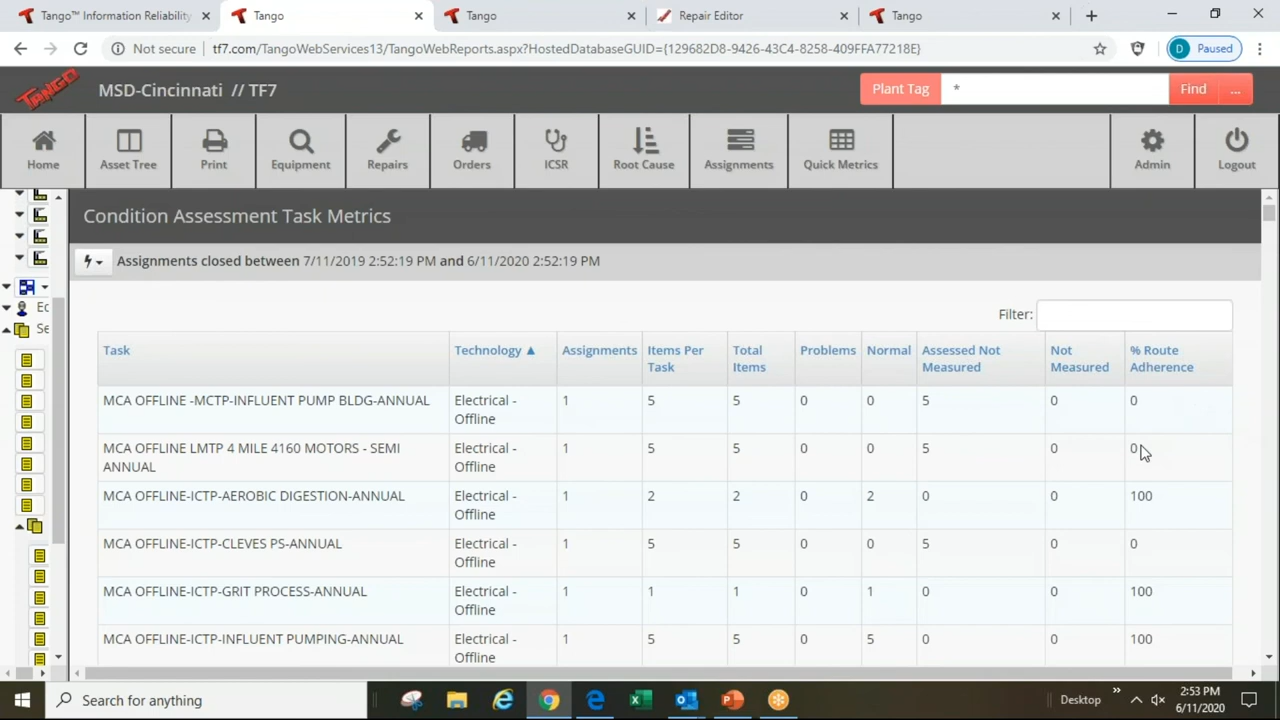 Tango™ Information Reliability
Tango
Tango
Repair Editor
Tango
Not secure
tf7.com/TangoWebServices13/TangoWebReports.aspx?HostedDatabaseGUID={129682D8-9426-43C4-8258-409FFA77218E}
D Paused
TANGO
MSD-Cincinnati // TF7
Plant Tag
*
Find
...
Home
Asset Tree
Print
Equipment
Repairs
Orders
ICSR
Root Cause
Assignments
Quick Metrics
Admin
Logout
Ec
Se
Condition Assessment Task Metrics
Assignments closed between 7/11/2019 2:52:19 PM and 6/11/2020 2:52:19 PM
Filter:
Task
Technology ▲
Assignments
Items Per
Task
Total
Items
Problems
Normal
Assessed Not
Measured
Not
Measured
% Route
Adherence
MCA OFFLINE -MCTP-INFLUENT PUMP BLDG-ANNUAL
Electrical -
Offline
1 5 5 0 0 5 0 0
MCA OFFLINE LMTP 4 MILE 4160 MOTORS - SEMI
ANNUAL
Electrical -
Offline
1 5 5 0 0 5 0 0
MCA OFFLINE-ICTP-AEROBIC DIGESTION-ANNUAL
Electrical -
Offline
1 2 2 0 2 0 0 100
MCA OFFLINE-ICTP-CLEVES PS-ANNUAL
Electrical -
Offline
1 5 5 0 0 5 0 0
MCA OFFLINE-ICTP-GRIT PROCESS-ANNUAL
Electrical -
Offline
1 1 1 0 1 0 0 100
MCA OFFLINE-ICTP-INFLUENT PUMPING-ANNUAL
Electrical -
Offline
1 5 5 0 5 0 0 100
Search for anything
Desktop
2:53 PM
6/11/2020